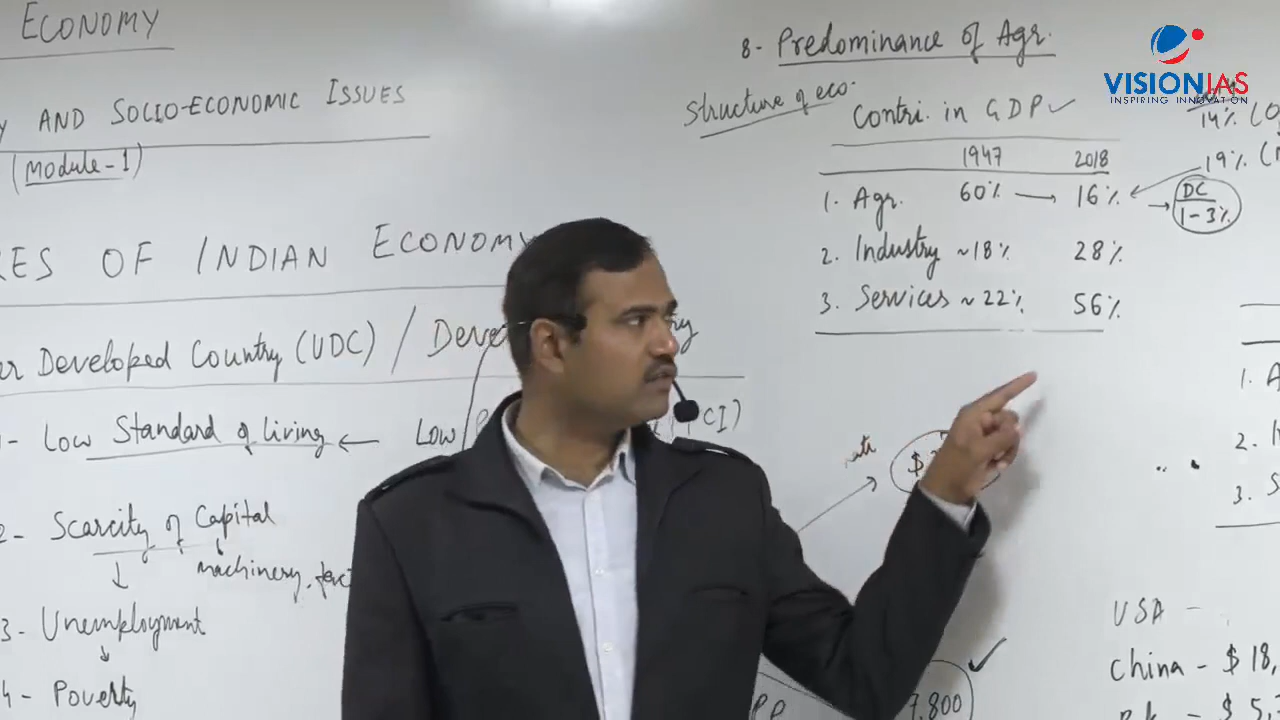 ECONOMY
AND SOCIO-ECONOMIC ISSUES
(Module-1)
OF INDIAN ECONOMY
Developed Country (UDC) /
1- Low Standard of living ← Low
2- Scarcity of Capital
machinery,
3- Unemployment
4- Poverty
8- Predominance of Agr.
Structure of eco.
Contri. in GDP ✓
1947 2018
1. Agr. 60% → 16%
2. Industry ~18% 28%
3. Services ~22% 56%
14%
19%
DC
1-3%
VISIONIAS
INSPIRING INNOVATION
1.
2.
3.
$
7,800 ✓
USA -
China - $ 18,